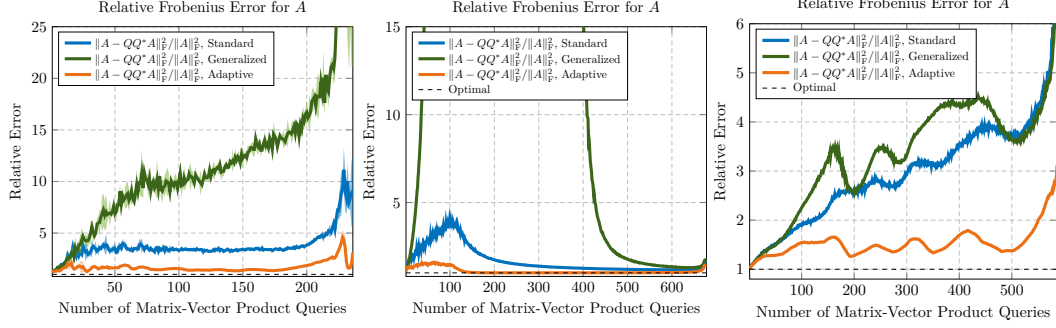 Relative Frobenius Error for A
25
20
15
10
5
Relative Error
∥A − QQ*A∥²_F/∥A∥²_F, Standard
∥A − QQ*A∥²_F/∥A∥²_F, Generalized
∥A − QQ*A∥²_F/∥A∥²_F, Adaptive
50 100 150 200
Number of Matrix-Vector Product Queries
Relative Frobenius Error for A
15
10
5
Relative Error
∥A − QQ*A∥²_F/∥A∥²_F, Standard
∥A − QQ*A∥²_F/∥A∥²_F, Generalized
∥A − QQ*A∥²_F/∥A∥²_F, Adaptive
Optimal
100 200 300 400 500 600
Number of Matrix-Vector Product Queries
Relative Frobenius Error for A
6
5
4
3
2
1
Relative Error
∥A − QQ*A∥²_F/∥A∥²_F, Standard
∥A − QQ*A∥²_F/∥A∥²_F, Generalized
∥A − QQ*A∥²_F/∥A∥²_F, Adaptive
Optimal
100 200 300 400 500
Number of Matrix-Vector Product Queries